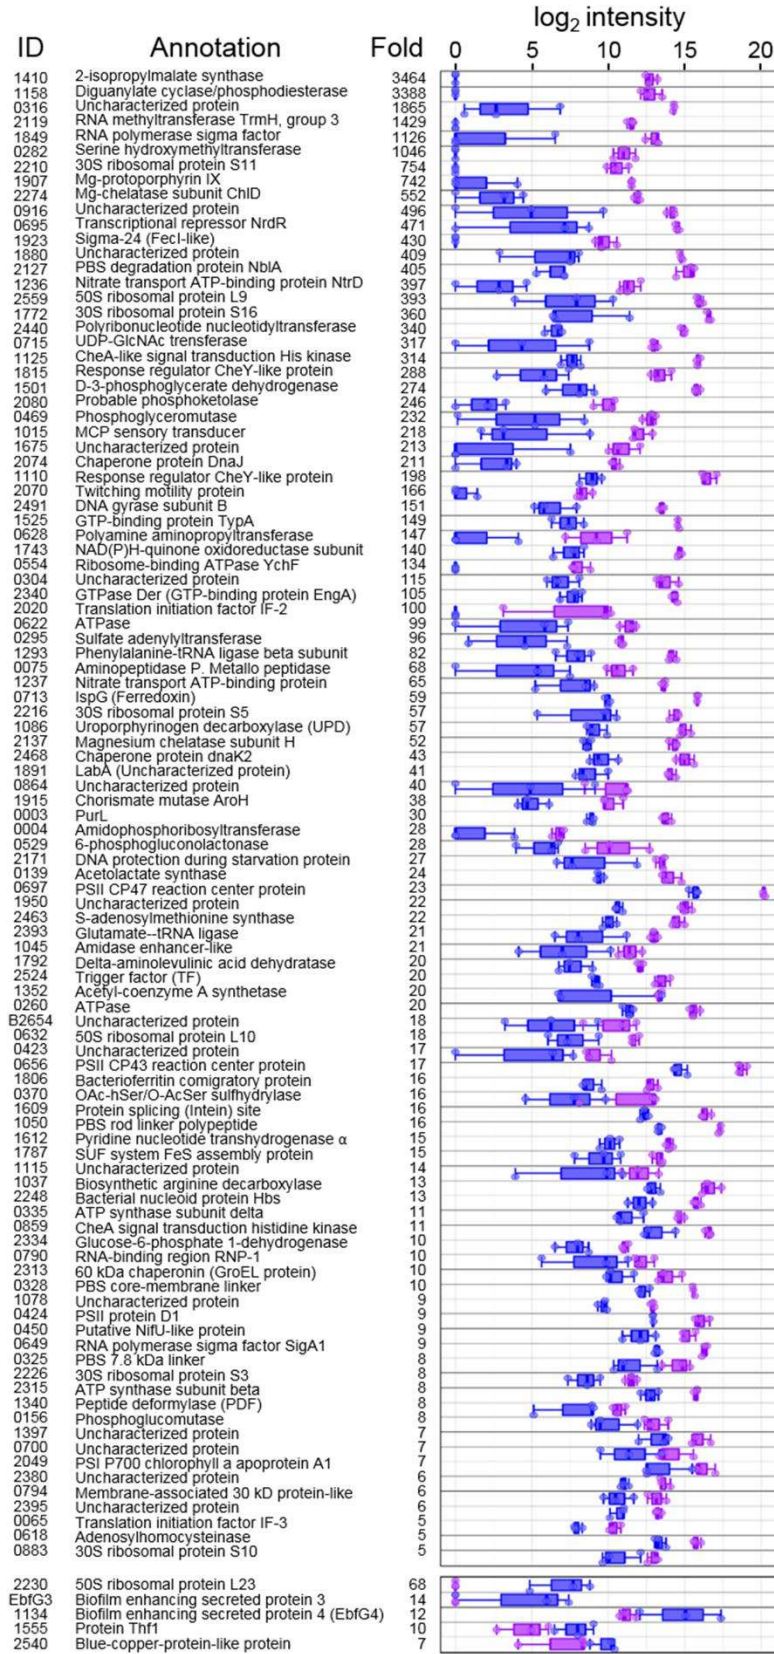 log2 intensity
ID Annotation Fold 0 5 10 15 20
1410 2-isopropylmalate synthase 3464
1158 Diguanylate cyclase/phosphodiesterase 3388
0316 Uncharacterized protein 1865
2119 RNA methyltransferase TrmH, group 3 1429
1849 RNA polymerase sigma factor 1126
0282 Serine hydroxymethyltransferase 1046
2210 30S ribosomal protein S11 754
1907 Mg-protoporphyrin IX 742
2274 Mg-chelatase subunit ChlD 552
0916 Uncharacterized protein 496
0695 Transcriptional repressor NrdR 471
1923 Sigma-24 (FecI-like) 430
1880 Uncharacterized protein 409
2127 PBS degradation protein NblA 405
1236 Nitrate transport ATP-binding protein NtrD 397
2559 50S ribosomal protein L9 393
1772 30S ribosomal protein S16 360
2440 Polyribonucleotide nucleotidyltransferase 340
0715 UDP-GlcNAc trensferase 317
1125 CheA-like signal transduction His kinase 314
1815 Response regulator CheY-like protein 288
1501 D-3-phosphoglycerate dehydrogenase 274
2080 Probable phosphoketolase 246
0469 Phosphoglyceromutase 232
1015 MCP sensory transducer 218
1675 Uncharacterized protein 213
2074 Chaperone protein DnaJ 211
1110 Response regulator CheY-like protein 198
2070 Twitching motility protein 166
2491 DNA gyrase subunit B 151
1525 GTP-binding protein TypA 149
0628 Polyamine aminopropyltransferase 147
1743 NAD(P)H-quinone oxidoreductase subunit 140
0554 Ribosome-binding ATPase YchF 134
0304 Uncharacterized protein 115
2340 GTPase Der (GTP-binding protein EngA) 105
2020 Translation initiation factor IF-2 100
0622 ATPase 99
0295 Sulfate adenylyltransferase 96
1293 Phenylalanine-tRNA ligase beta subunit 82
0075 Aminopeptidase P. Metallo peptidase 68
1237 Nitrate transport ATP-binding protein 65
0713 IspG (Ferredoxin) 59
2216 30S ribosomal protein S5 57
1086 Uroporphyrinogen decarboxylase (UPD) 57
2137 Magnesium chelatase subunit H 52
2468 Chaperone protein dnaK2 43
1891 LabA (Uncharacterized protein) 41
0864 Uncharacterized protein 40
1915 Chorismate mutase AroH 38
0003 PurL 30
0004 Amidophosphoribosyltransferase 28
0529 6-phosphogluconolactonase 28
2171 DNA protection during starvation protein 27
0139 Acetolactate synthase 24
0697 PSII CP47 reaction center protein 23
1950 Uncharacterized protein 22
2463 S-adenosylmethionine synthase 22
2393 Glutamate--tRNA ligase 21
1045 Amidase enhancer-like 21
1792 Delta-aminolevulinic acid dehydratase 20
2524 Trigger factor (TF) 20
1352 Acetyl-coenzyme A synthetase 20
0260 ATPase 20
B2654 Uncharacterized protein 18
0632 50S ribosomal protein L10 18
0423 Uncharacterized protein 17
0656 PSII CP43 reaction center protein 17
1806 Bacterioferritin comigratory protein 16
0370 OAc-hSer/O-AcSer sulfhydrylase 16
1609 Protein splicing (Intein) site 16
1050 PBS rod linker polypeptide 16
1612 Pyridine nucleotide transhydrogenase α 15
1787 SUF system FeS assembly protein 15
1115 Uncharacterized protein 14
1037 Biosynthetic arginine decarboxylase 13
2248 Bacterial nucleoid protein Hbs 13
0335 ATP synthase subunit delta 11
0859 CheA signal transduction histidine kinase 11
2334 Glucose-6-phosphate 1-dehydrogenase 10
0790 RNA-binding region RNP-1 10
2313 60 kDa chaperonin (GroEL protein) 10
0328 PBS core-membrane linker 10
1078 Uncharacterized protein 9
0424 PSII protein D1 9
0450 Putative NifU-like protein 9
0649 RNA polymerase sigma factor SigA1 9
0325 PBS 7.8 kDa linker 8
2226 30S ribosomal protein S3 8
2315 ATP synthase subunit beta 8
1340 Peptide deformylase (PDF) 8
0156 Phosphoglucomutase 8
1397 Uncharacterized protein 7
0700 Uncharacterized protein 7
2049 PSI P700 chlorophyll a apoprotein A1 7
2380 Uncharacterized protein 6
0794 Membrane-associated 30 kD protein-like 6
2395 Uncharacterized protein 6
0065 Translation initiation factor IF-3 6
0618 Adenosylhomocysteinase 5
0883 30S ribosomal protein S10 5
2230 50S ribosomal protein L23 68
EbfG3 Biofilm enhancing secreted protein 3 14
1134 Biofilm enhancing secreted protein 4 (EbfG4) 12
1555 Protein Thf1 10
2540 Blue-copper-protein-like protein 7